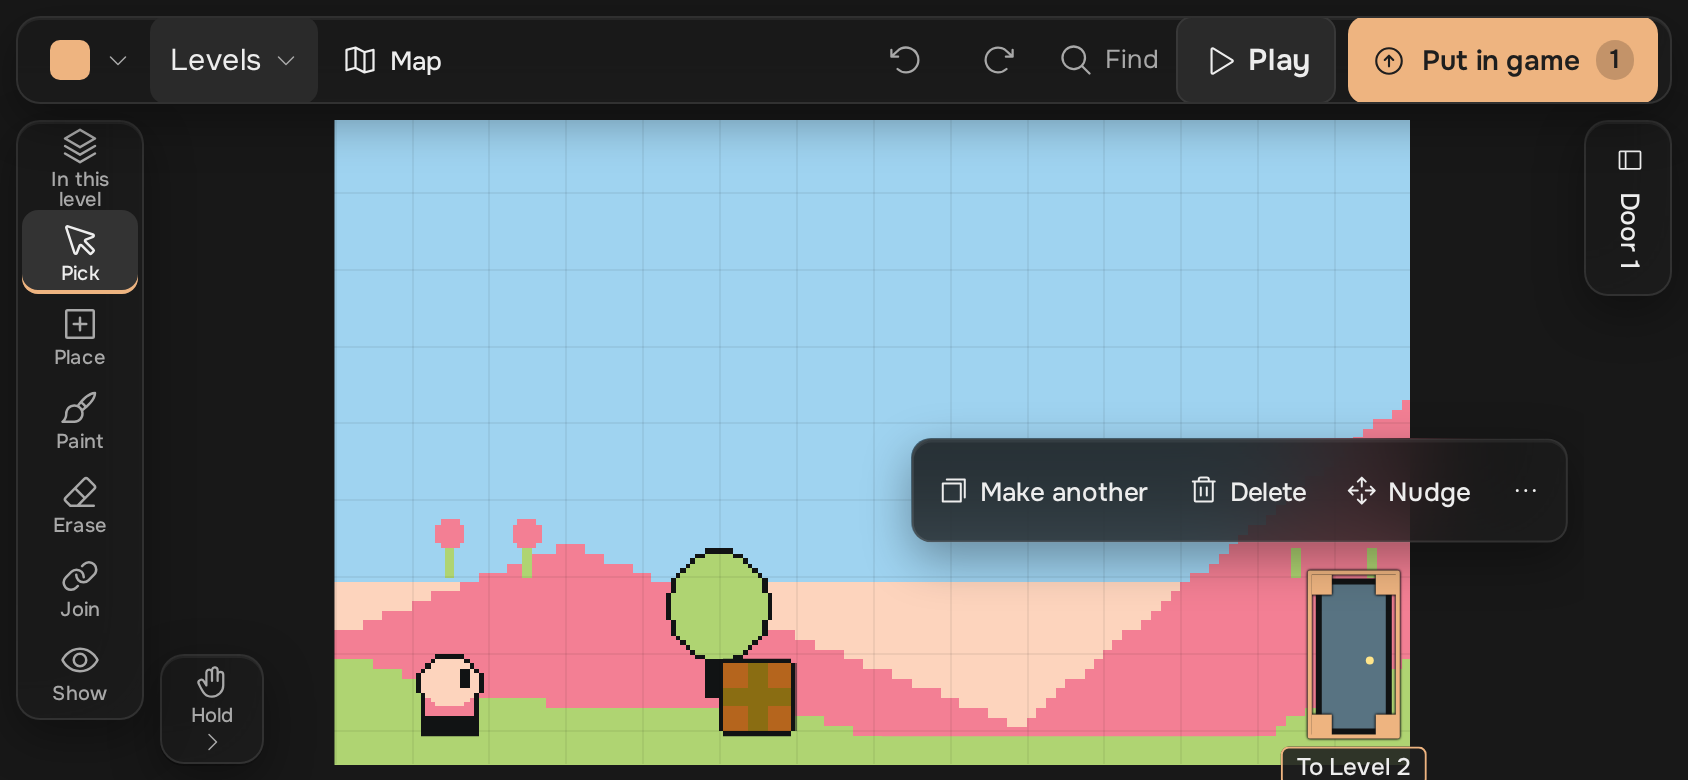 Levels
Map
Find
Play
Put in game
1
In this
level
Pick
Place
Paint
Erase
Join
Show
Hold
Door 1
Make another
Delete
Nudge
To Level 2